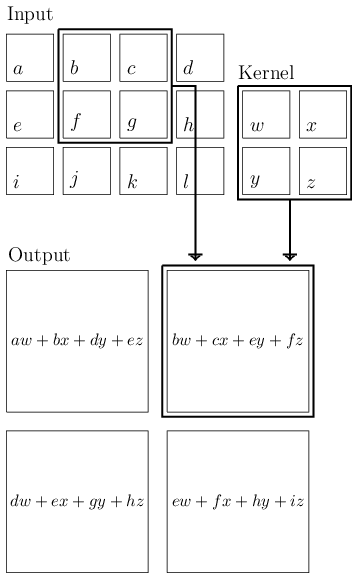 Input
a b c d
Kernel
e f g h
w x
i j k l
y z
Output
aw + bx + dy + ez
bw + cx + ey + fz
dw + ex + gy + hz
ew + fx + hy + iz